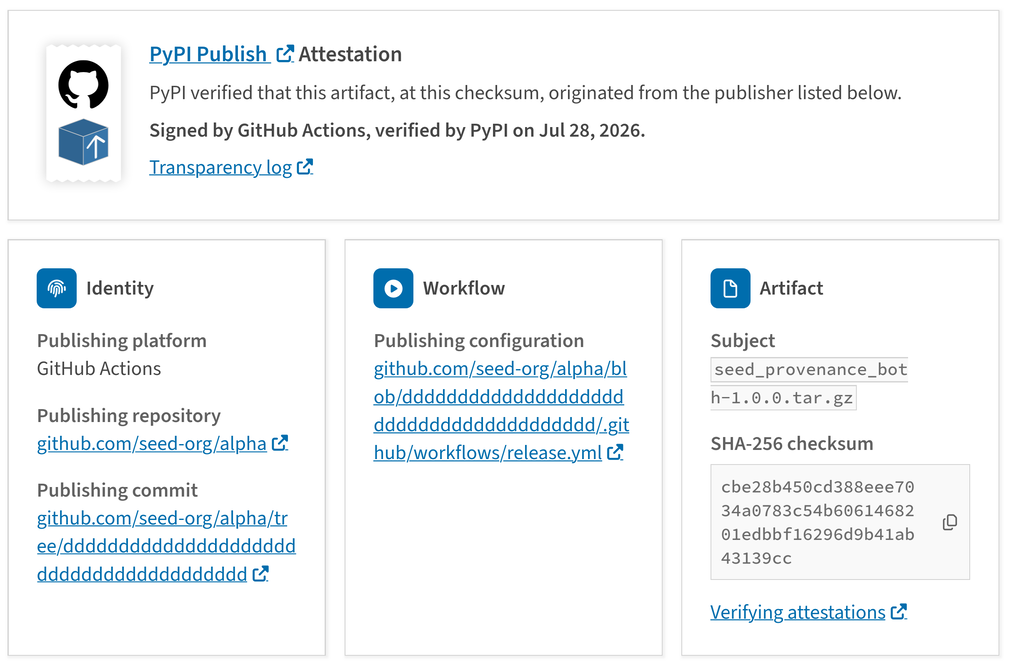 PyPI Publish Attestation
PyPI verified that this artifact, at this checksum, originated from the publisher listed below.
Signed by GitHub Actions, verified by PyPI on Jul 28, 2026.
Transparency log
Identity
Publishing platform
GitHub Actions
Publishing repository
github.com/seed-org/alpha
Publishing commit
github.com/seed-org/alpha/tr
ee/ddddddddddddddddddddd
ddddddddddddddddddd
Workflow
Publishing configuration
github.com/seed-org/alpha/bl
ob/dddddddddddddddddddd
dddddddddddddddddddd/.git
hub/workflows/release.yml
Artifact
Subject
seed_provenance_bot
h-1.0.0.tar.gz
SHA-256 checksum
cbe28b450cd388eee70
34a0783c54b60614682
01edbbf16296d9b41ab
43139cc
Verifying attestations